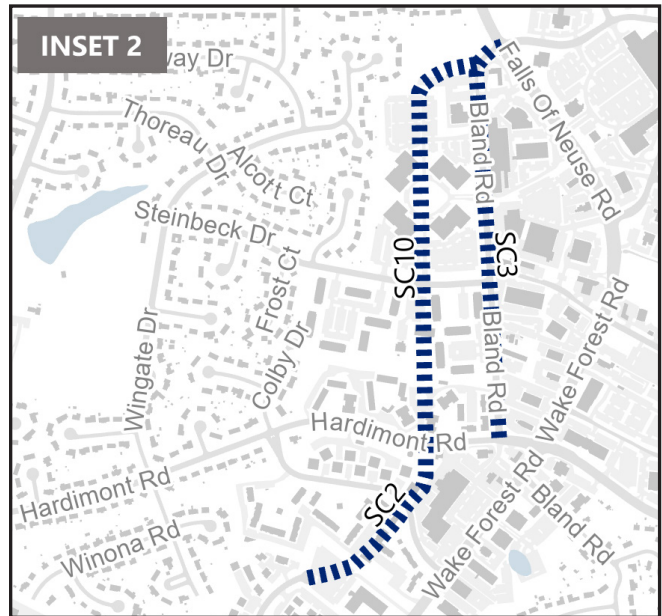 INSET 2
way Dr
Falls Of Neuse Rd
Thoreau Dr
Alcott Ct
Bland Rd
Steinbeck Dr
SC10
SC3
Frost Ct
Wingate Dr
Colby Dr
Bland Rd
Wake Forest Rd
Hardimont Rd
Hardimont Rd
SC2
Wake Forest Rd
Bland Rd
Winona Rd